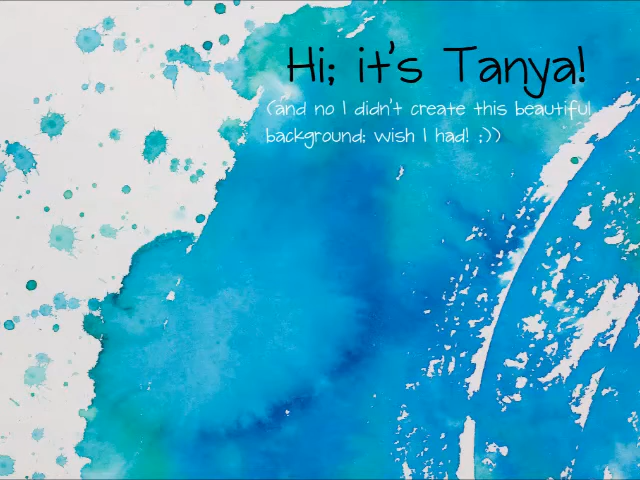 Hi; it's Tanya!
(and no I didn't create this beautiful
background; wish I had! ;))